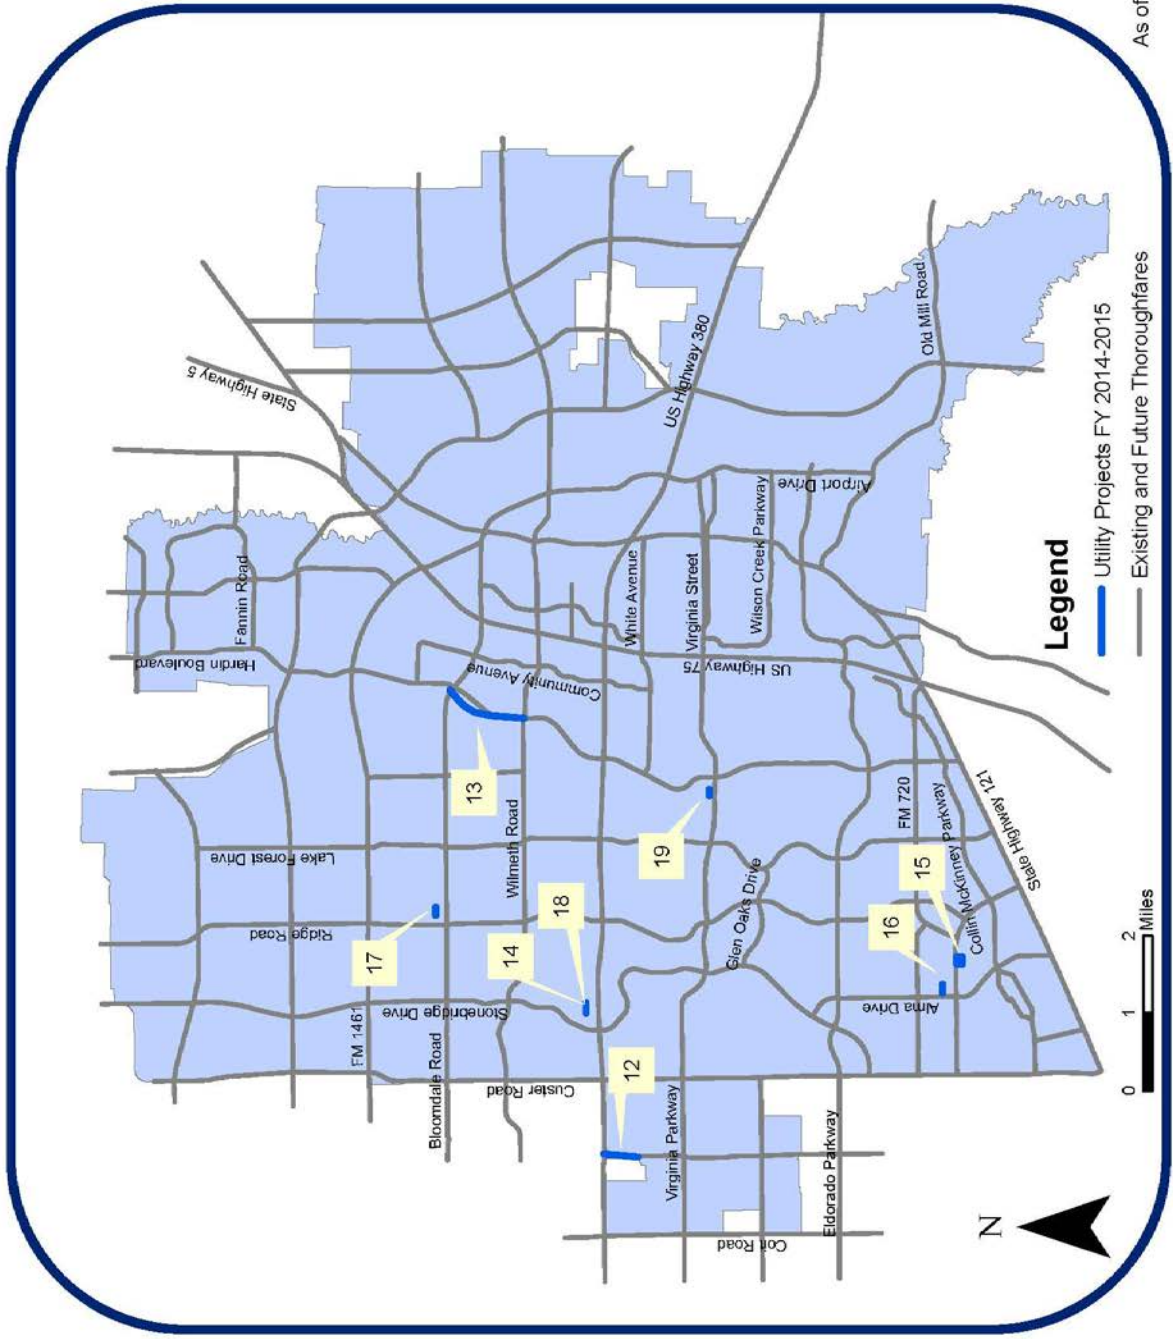 As of
State Highway 5
Fannin Road
Hardin Boulevard
US Highway 380
Old Mill Road
Airport Drive
Wilson Creek Parkway
Virginia Street
White Avenue
US Highway 75
Community Avenue
13
Wilmeth Road
Lake Forest Drive
Ridge Road
17
14
18
19
Glen Oaks Drive
FM 720
Collin McKinney Parkway
15
16
State Highway 121
Alma Drive
Stonebridge Drive
FM 1461
Bloomdale Road
Custer Road
12
Virginia Parkway
Eldorado Parkway
Coit Road
N
0 1 2
Miles
Legend
Utility Projects FY 2014-2015
Existing and Future Thoroughfares